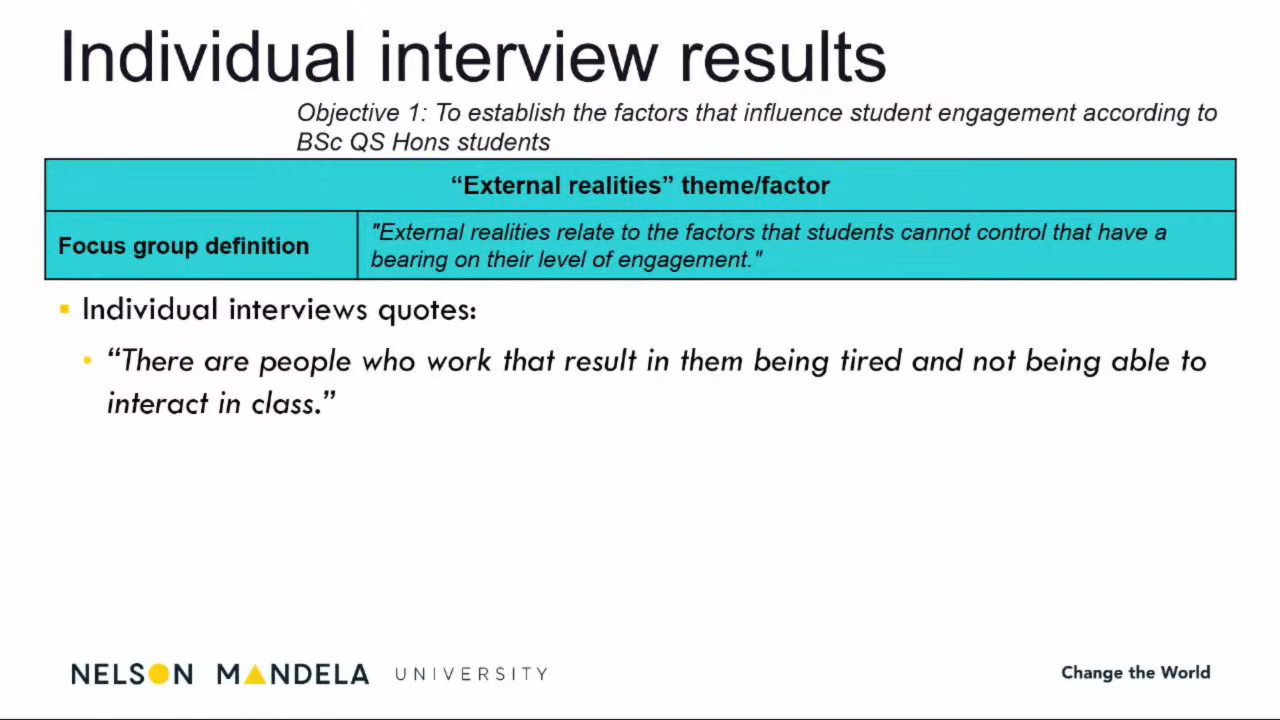 Individual interview results
Objective 1: To establish the factors that influence student engagement according to
BSc QS Hons students
“External realities” theme/factor
Focus group definition
"External realities relate to the factors that students cannot control that have a
bearing on their level of engagement."
▪ Individual interviews quotes:
• “There are people who work that result in them being tired and not being able to
interact in class.”
NELSON MANDELA UNIVERSITY
Change the World